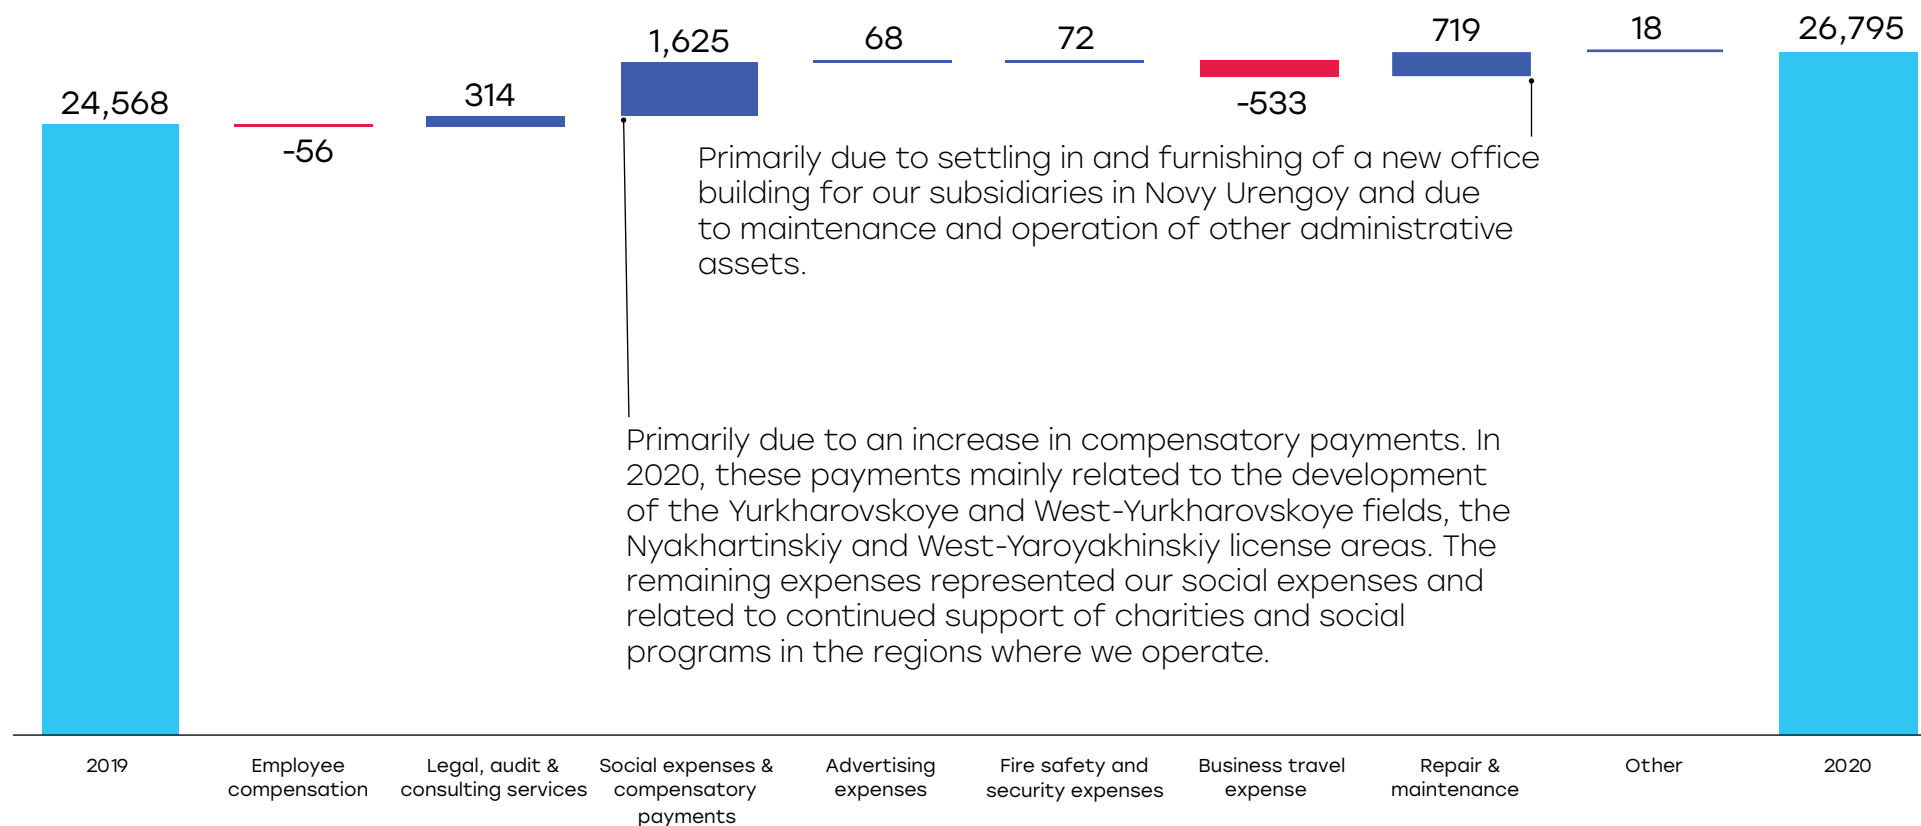 24,568
-56
314
1,625
68
72
-533
719
18
26,795
Primarily due to settling in and furnishing of a new office
building for our subsidiaries in Novy Urengoy and due
to maintenance and operation of other administrative
assets.
Primarily due to an increase in compensatory payments. In
2020, these payments mainly related to the development
of the Yurkharovskoye and West-Yurkharovskoye fields, the
Nyakhartinskiy and West-Yaroyakhinskiy license areas. The
remaining expenses represented our social expenses and
related to continued support of charities and social
programs in the regions where we operate.
2019
Employee
compensation
Legal, audit &
consulting services
Social expenses &
compensatory
payments
Advertising
expenses
Fire safety and
security expenses
Business travel
expense
Repair &
maintenance
Other
2020